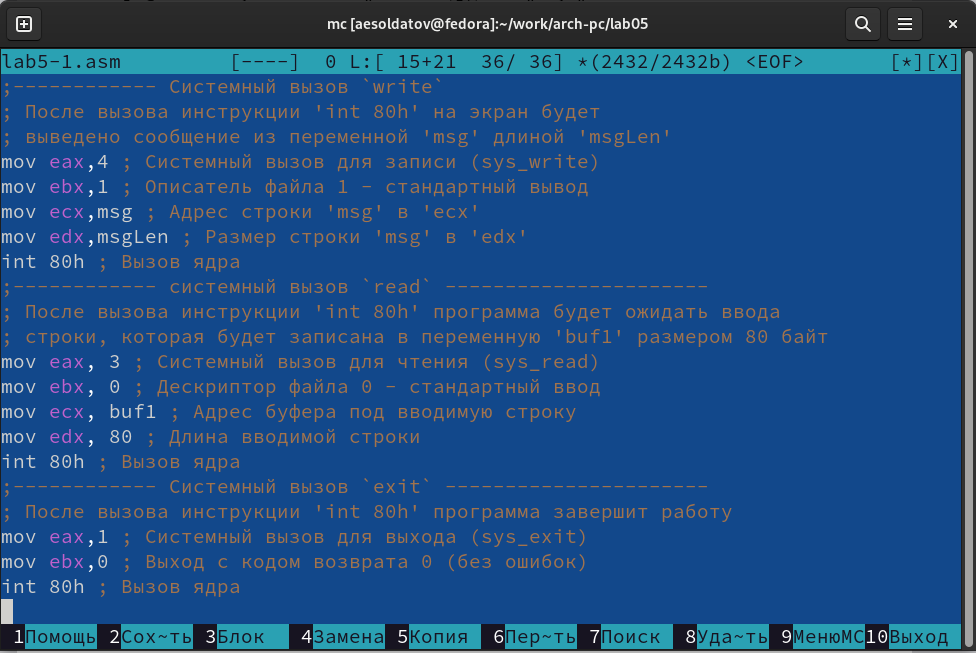 mc [aesoldatov@fedora]:~/work/arch-pc/lab05
lab5-1.asm [----] 0 L:[ 15+21 36/ 36] *(2432/2432b) <EOF> [*][X]
;------------ Системный вызов `write`
; После вызова инструкции 'int 80h' на экран будет
; выведено сообщение из переменной 'msg' длиной 'msgLen'
mov eax,4 ; Системный вызов для записи (sys_write)
mov ebx,1 ; Описатель файла 1 - стандартный вывод
mov ecx,msg ; Адрес строки 'msg' в 'ecx'
mov edx,msgLen ; Размер строки 'msg' в 'edx'
int 80h ; Вызов ядра
;------------ системный вызов `read` ----------------------
; После вызова инструкции 'int 80h' программа будет ожидать ввода
; строки, которая будет записана в переменную 'buf1' размером 80 байт
mov eax, 3 ; Системный вызов для чтения (sys_read)
mov ebx, 0 ; Дескриптор файла 0 - стандартный ввод
mov ecx, buf1 ; Адрес буфера под вводимую строку
mov edx, 80 ; Длина вводимой строки
int 80h ; Вызов ядра
;------------ Системный вызов `exit` ----------------------
; После вызова инструкции 'int 80h' программа завершит работу
mov eax,1 ; Системный вызов для выхода (sys_exit)
mov ebx,0 ; Выход с кодом возврата 0 (без ошибок)
int 80h ; Вызов ядра
1Помощь 2Сох~ть 3Блок 4Замена 5Копия 6Пер~ть 7Поиск 8Уда~ть 9МенюМС 10Выход